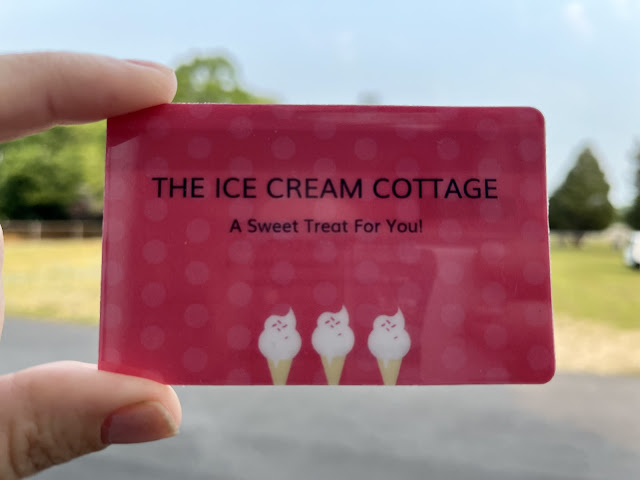 THE ICE CREAM COTTAGE
A Sweet Treat For You!